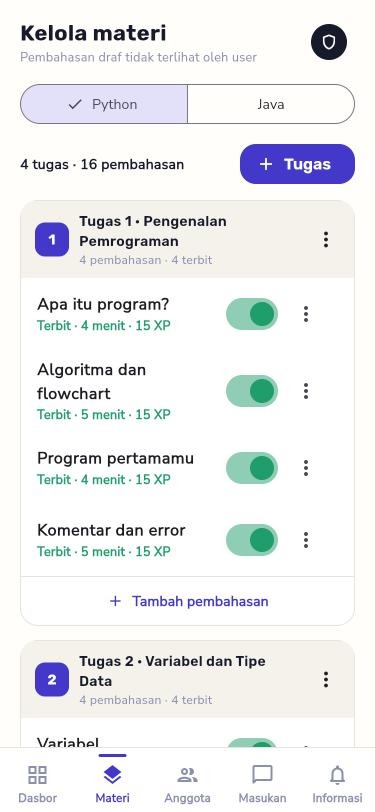 Kelola materi
Pembahasan draf tidak terlihat oleh user
Python
Java
4 tugas · 16 pembahasan
Tugas
1
Tugas 1 • Pengenalan
Pemrograman
4 pembahasan · 4 terbit
Apa itu program?
Terbit · 4 menit · 15 XP
Algoritma dan
flowchart
Terbit · 5 menit · 15 XP
Program pertamamu
Terbit · 4 menit · 15 XP
Komentar dan error
Terbit · 5 menit · 15 XP
Tambah pembahasan
2
Tugas 2 • Variabel dan Tipe
Data
4 pembahasan · 4 terbit
Variabel
Dasbor
Materi
Anggota
Masukan
Informasi